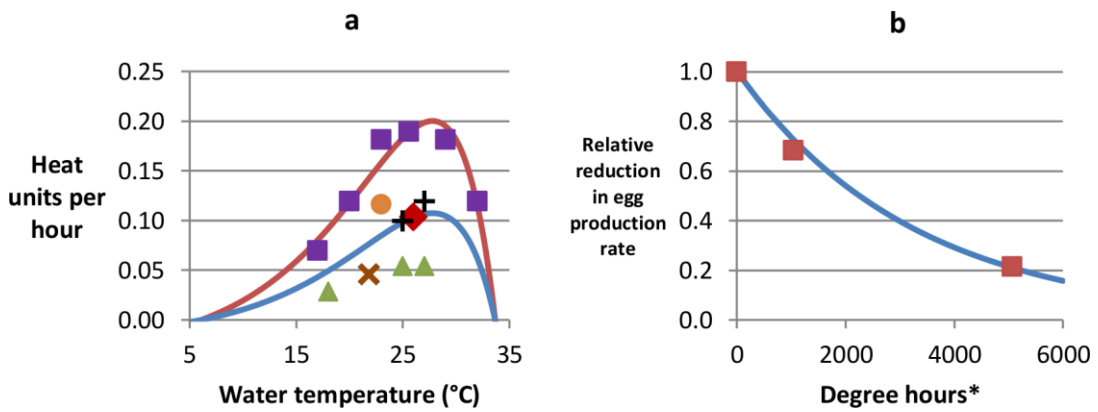 a
0.25
0.20
0.15
0.10
0.05
0.00
Heat
units per
hour
5
15
25
35
Water temperature (°C)
b
1.0
0.8
0.6
0.4
0.2
0.0
Relative
reduction
in egg
production
rate
0
2000
4000
6000
Degree hours*